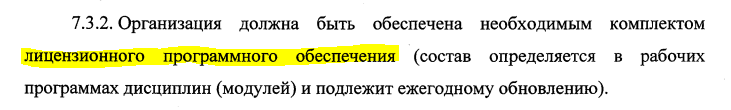 7.3.2. Организация должна быть обеспечена необходимым комплектом
лицензионного программного обеспечения (состав определяется в рабочих
программах дисциплин (модулей) и подлежит ежегодному обновлению).